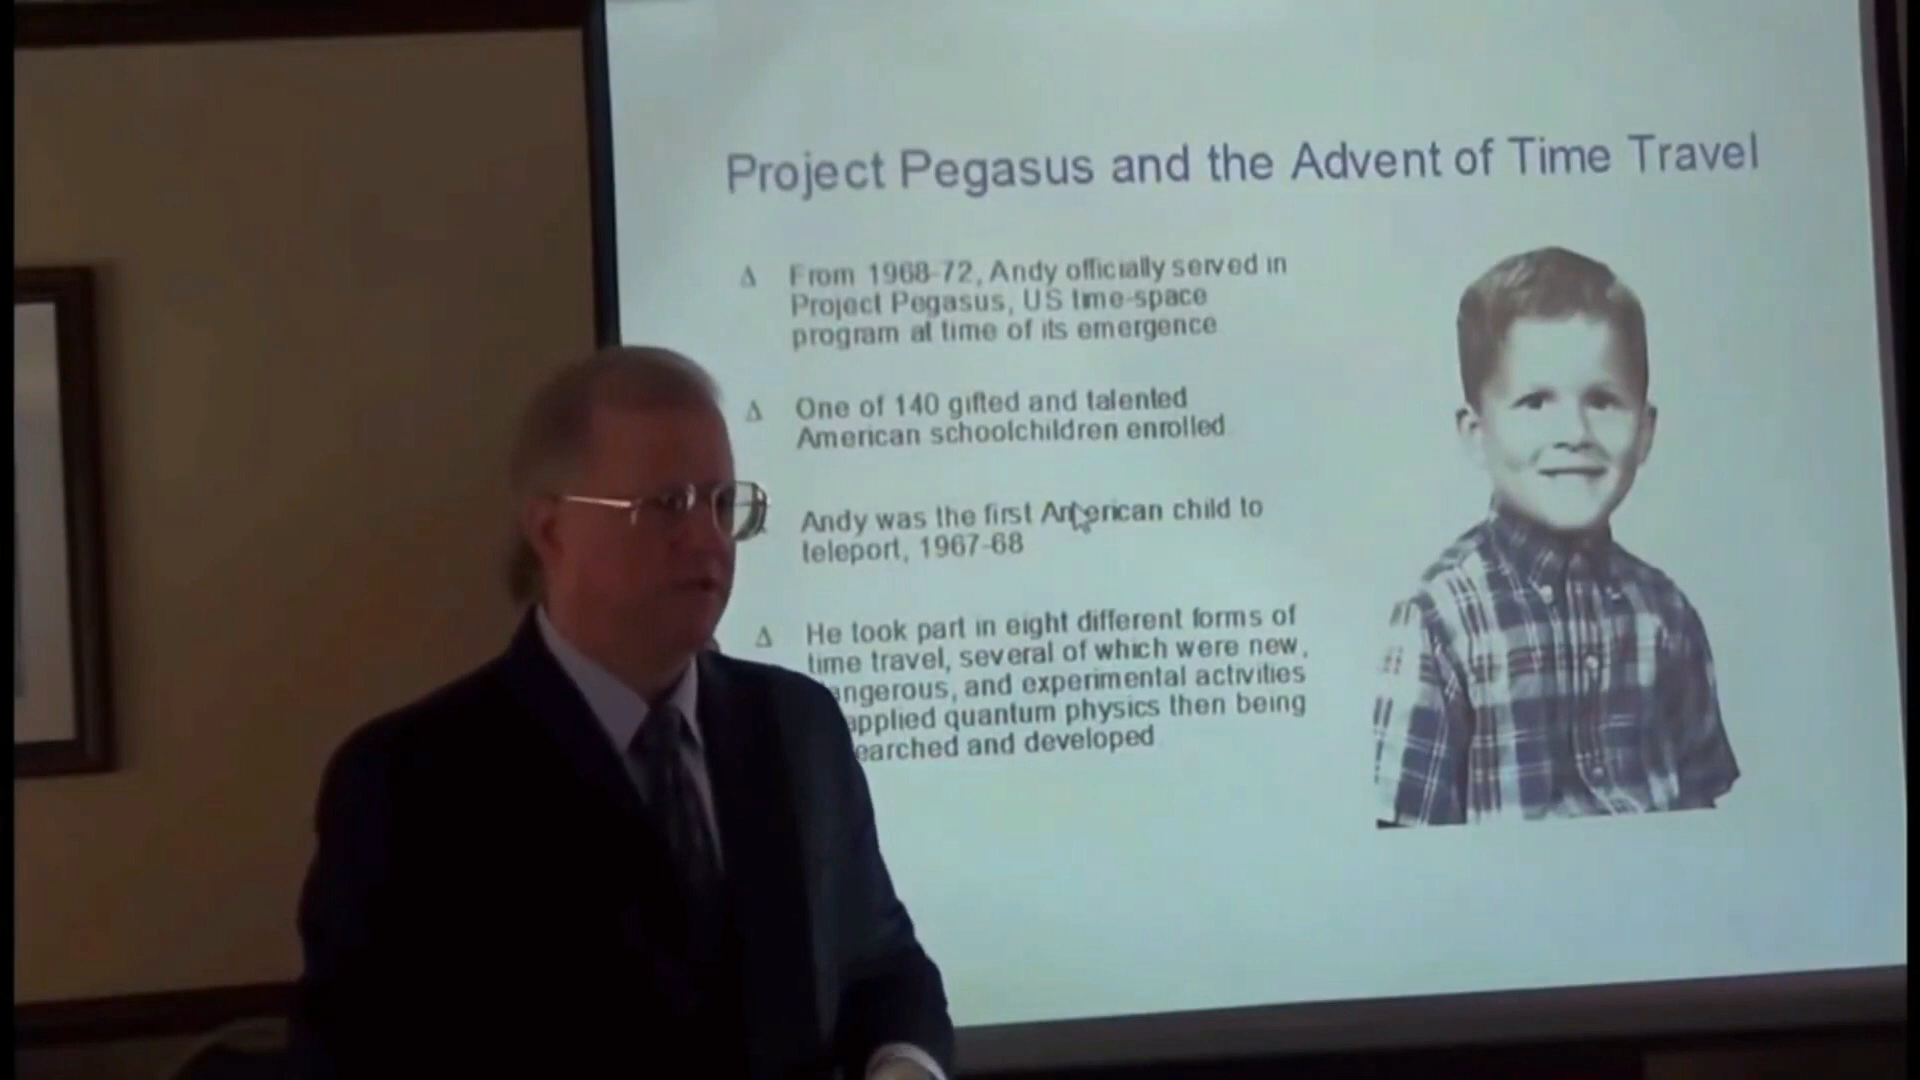 Project Pegasus and the Advent of Time Travel
Δ From 1968-72, Andy officially served in
Project Pegasus, US time-space
program at time of its emergence
Δ One of 140 gifted and talented
American schoolchildren enrolled
Andy was the first American child to
teleport, 1967-68
Δ He took part in eight different forms of
time travel, several of which were new,
angerous, and experimental activities
applied quantum physics then being
earched and developed